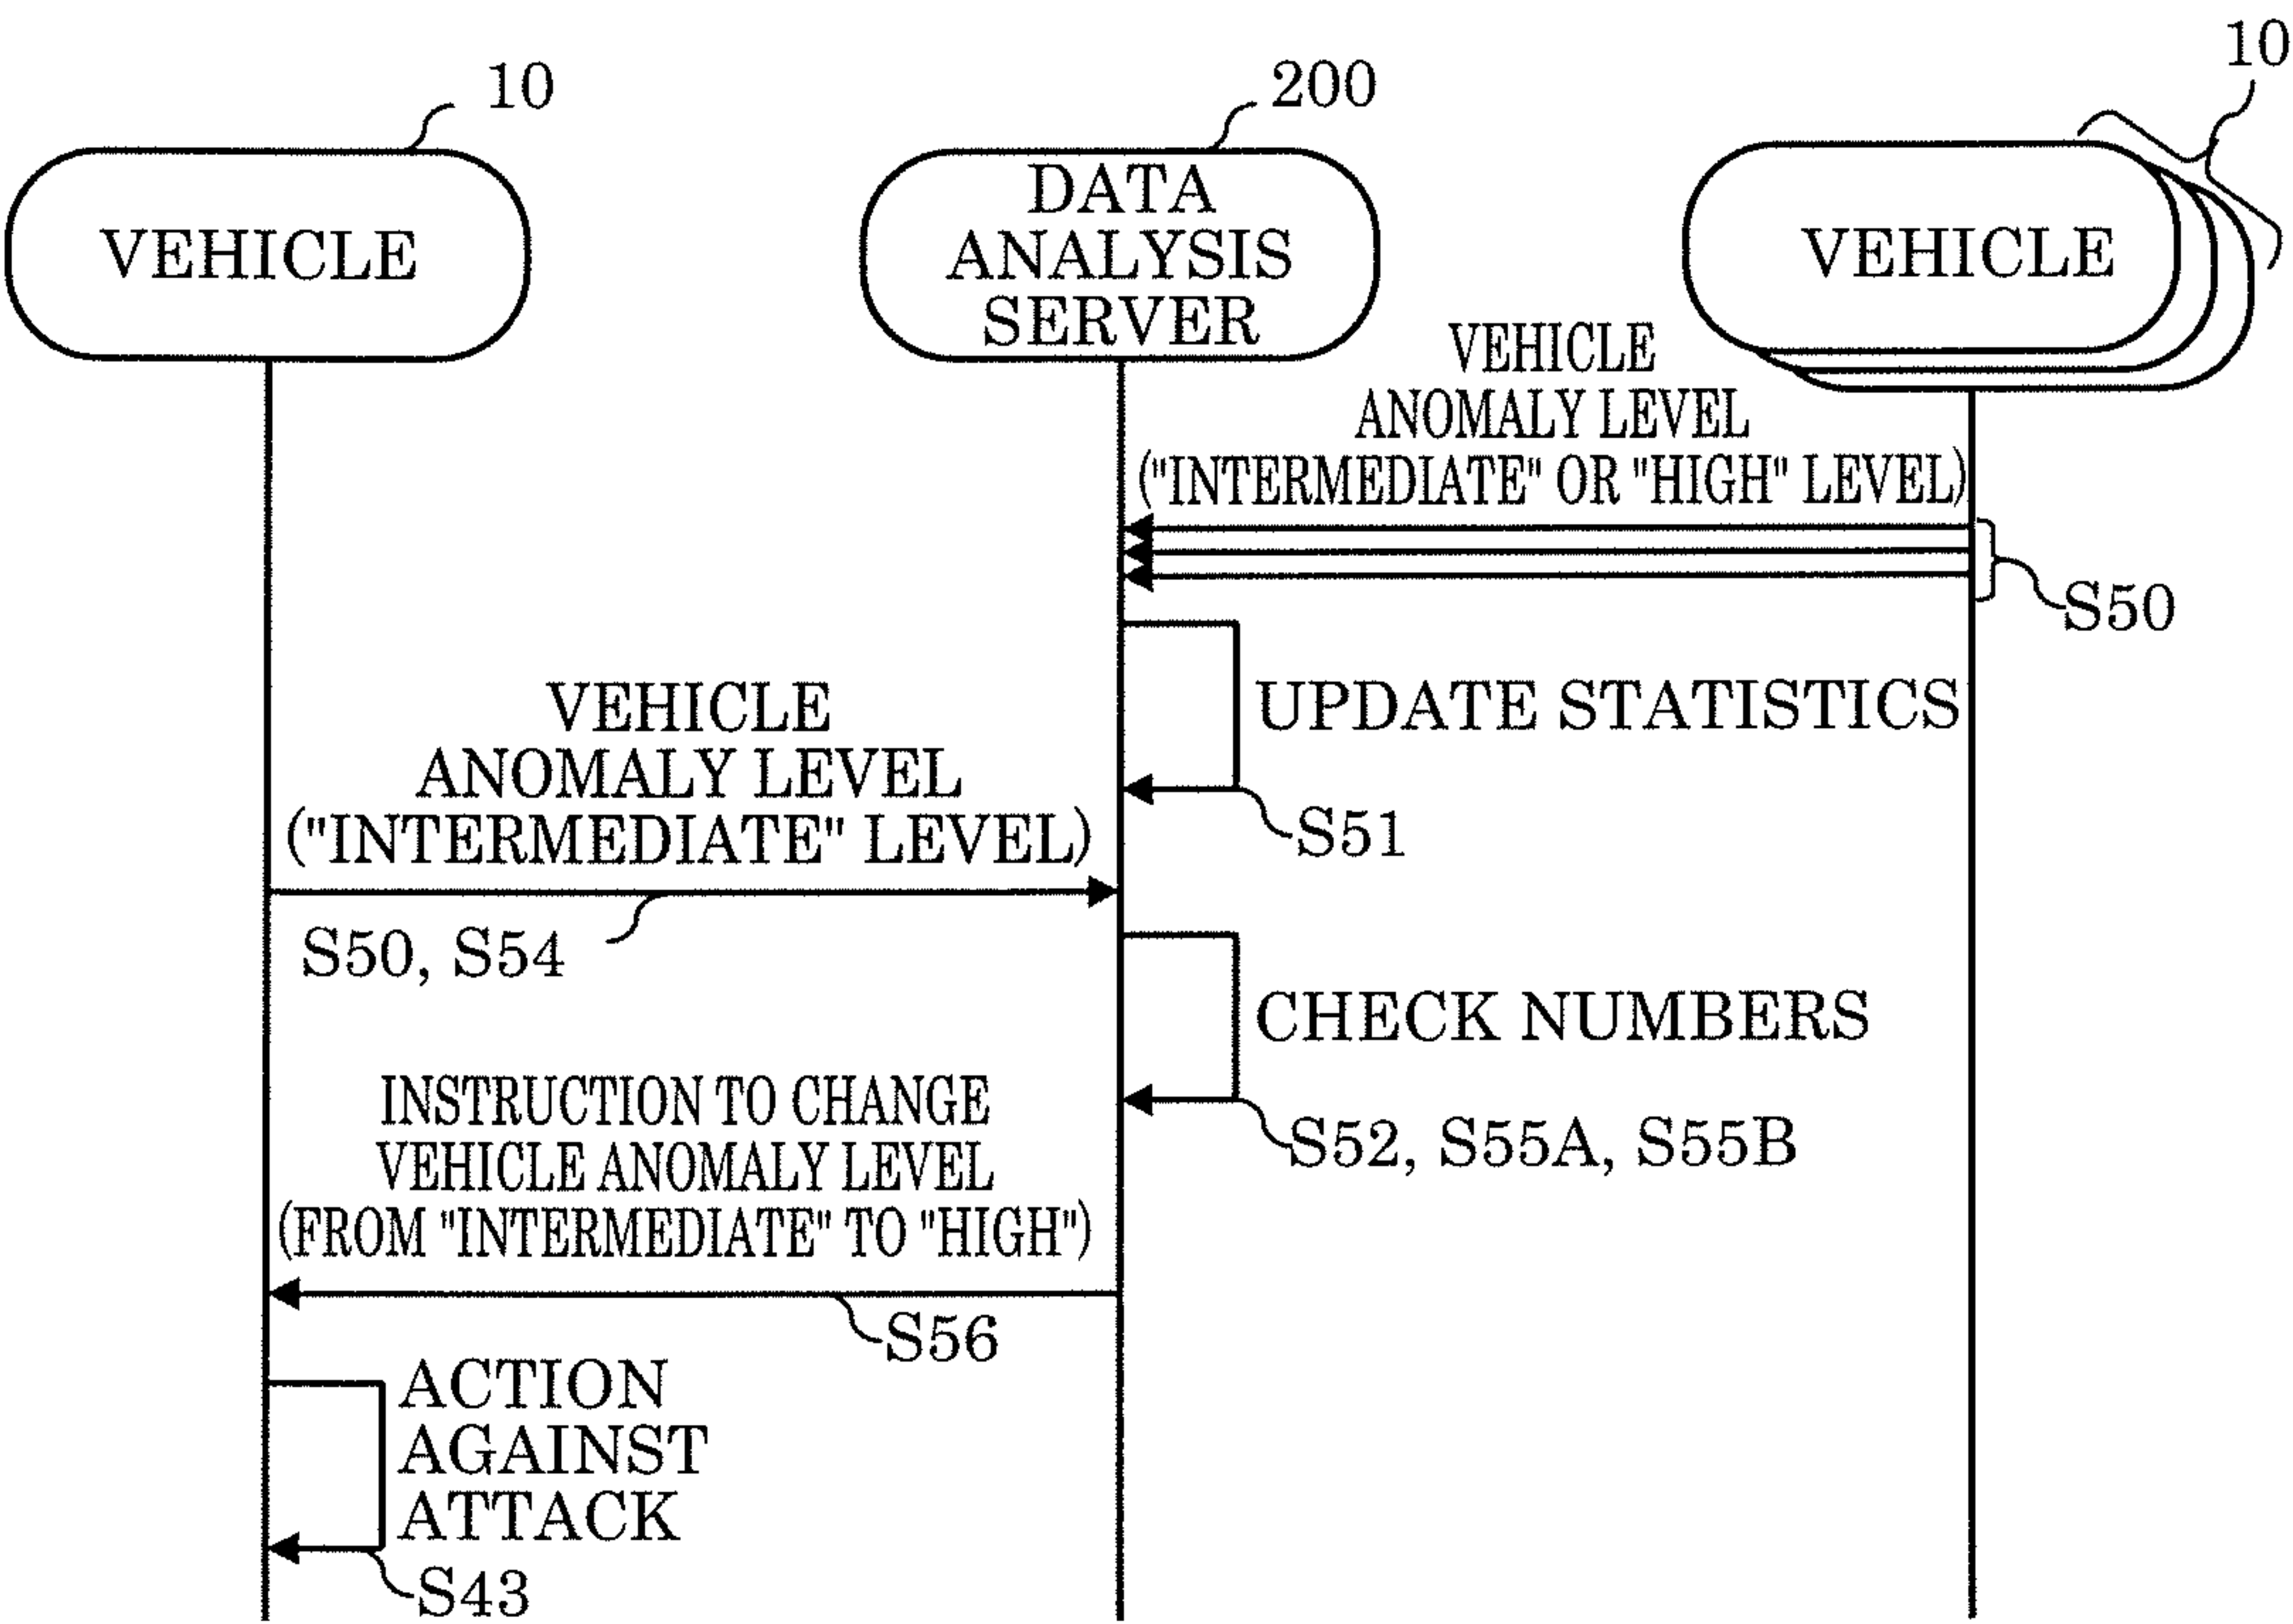 10
200
10
VEHICLE
DATA
ANALYSIS
SERVER
VEHICLE
VEHICLE
ANOMALY LEVEL
("INTERMEDIATE" OR "HIGH" LEVEL)
S50
UPDATE STATISTICS
S51
VEHICLE
ANOMALY LEVEL
("INTERMEDIATE" LEVEL)
S50, S54
CHECK NUMBERS
S52, S55A, S55B
INSTRUCTION TO CHANGE
VEHICLE ANOMALY LEVEL
(FROM "INTERMEDIATE" TO "HIGH")
S56
ACTION
AGAINST
ATTACK
S43